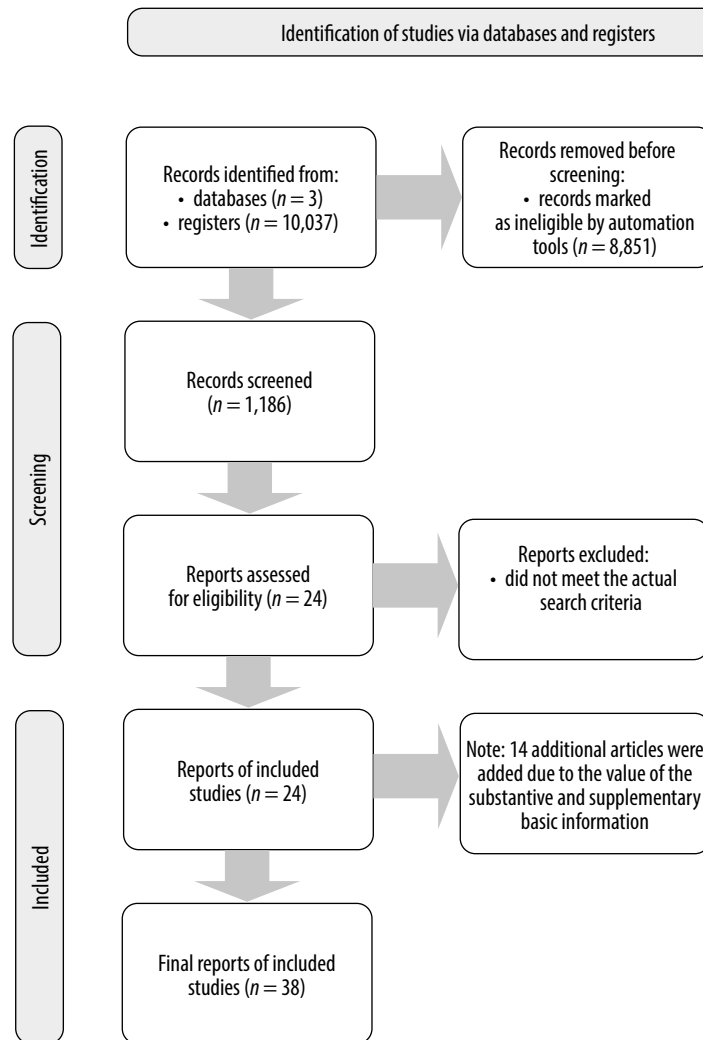 Identification of studies via databases and registers
Identification
Records identified from:
• databases (n = 3)
• registers (n = 10,037)
Records removed before
screening:
• records marked
as ineligible by automation
tools (n = 8,851)
Screening
Records screened
(n = 1,186)
Reports assessed
for eligibility (n = 24)
Reports excluded:
• did not meet the actual
search criteria
Included
Reports of included
studies (n = 24)
Note: 14 additional articles were
added due to the value of the
substantive and supplementary
basic information
Final reports of included
studies (n = 38)